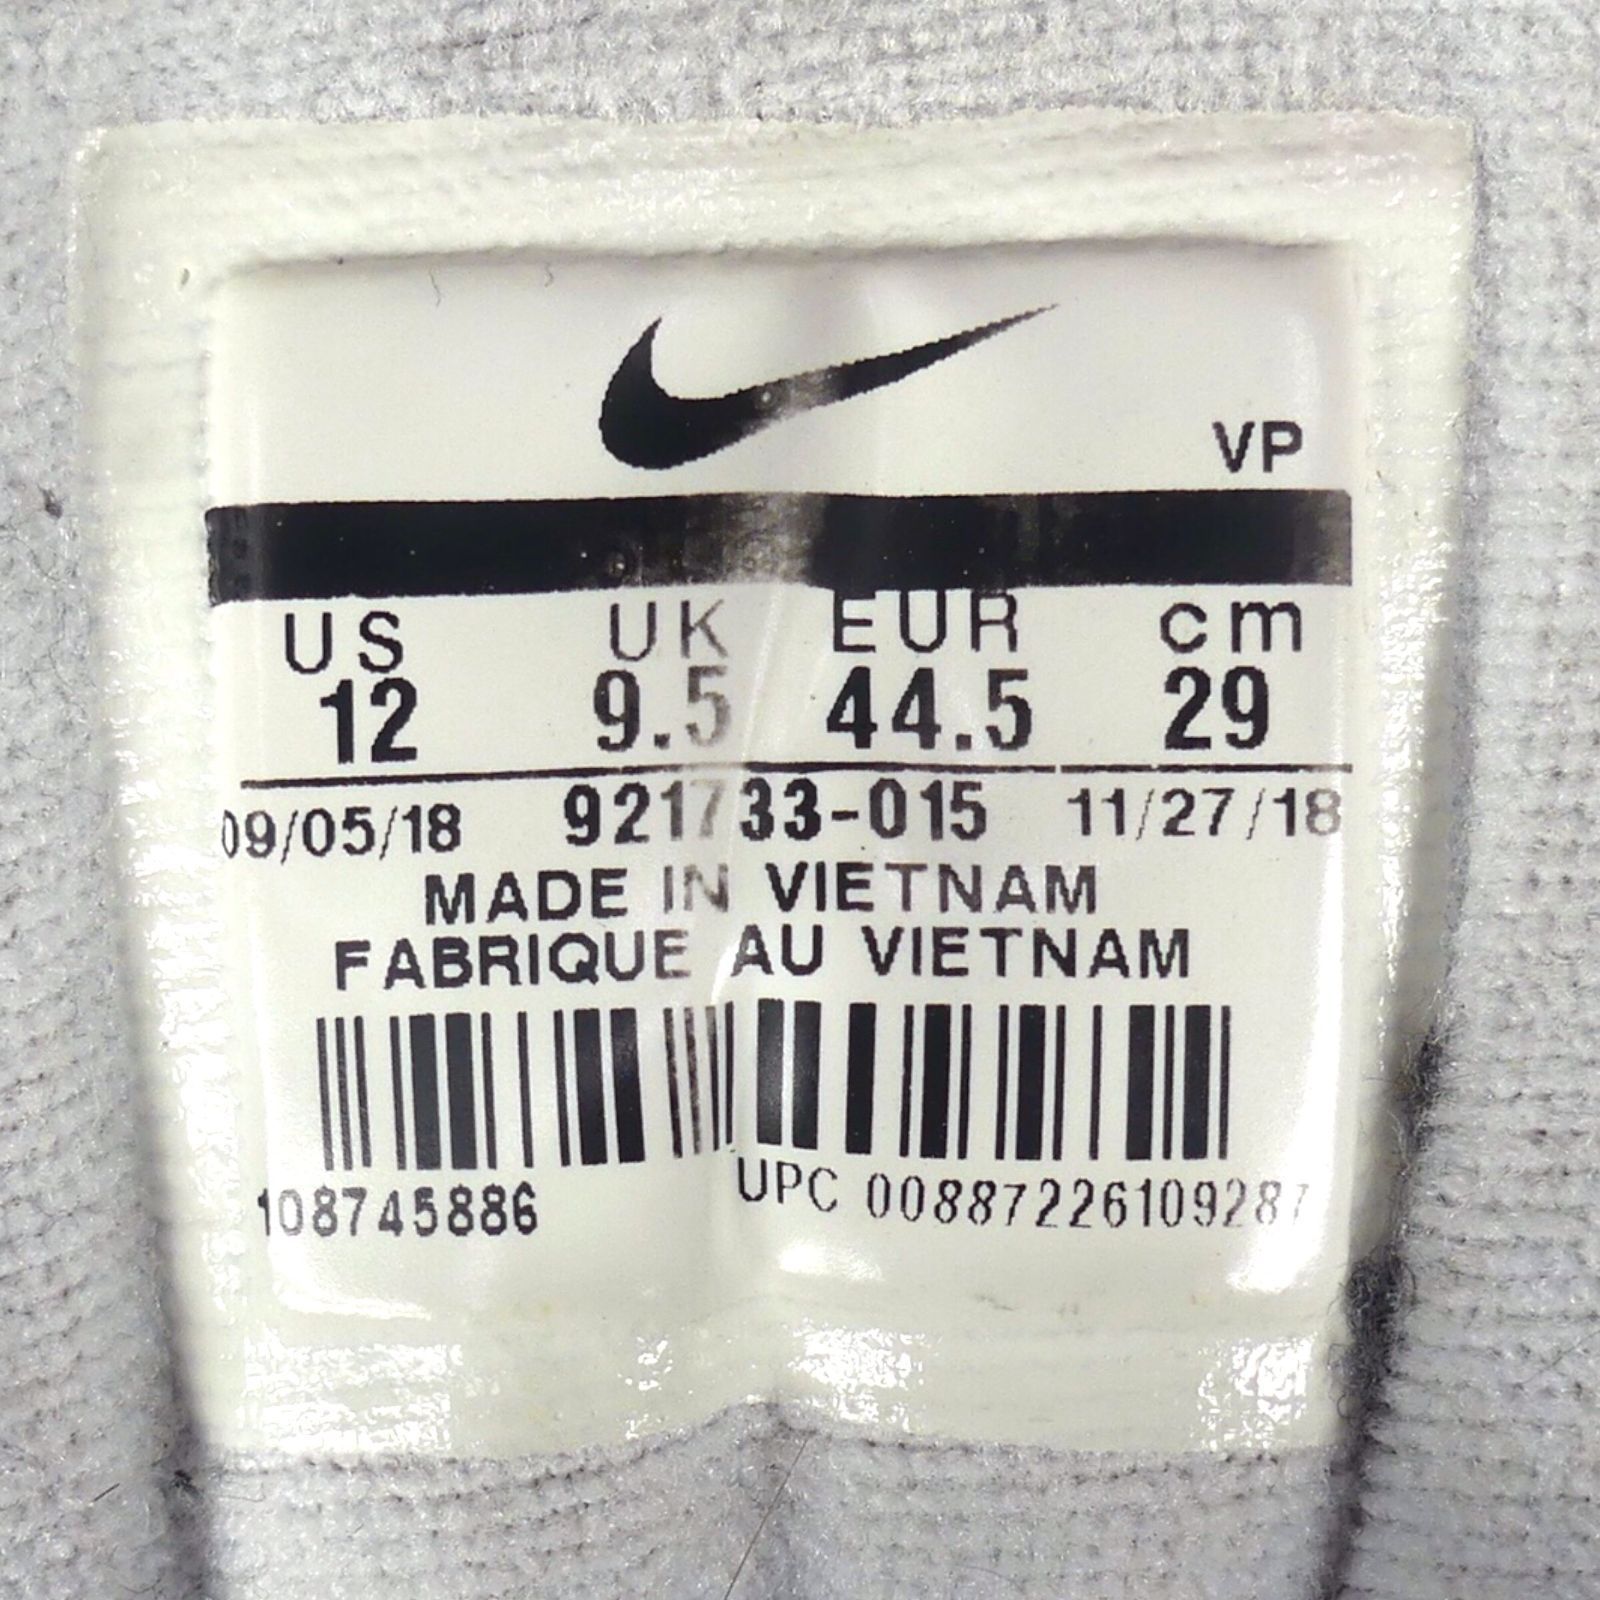 VP
US UK EUR cm
12 9.5 44.5 29
09/05/18 921733-015 11/27/18
MADE IN VIETNAM
FABRIQUE AU VIETNAM
108745886 UPC 00887226109287